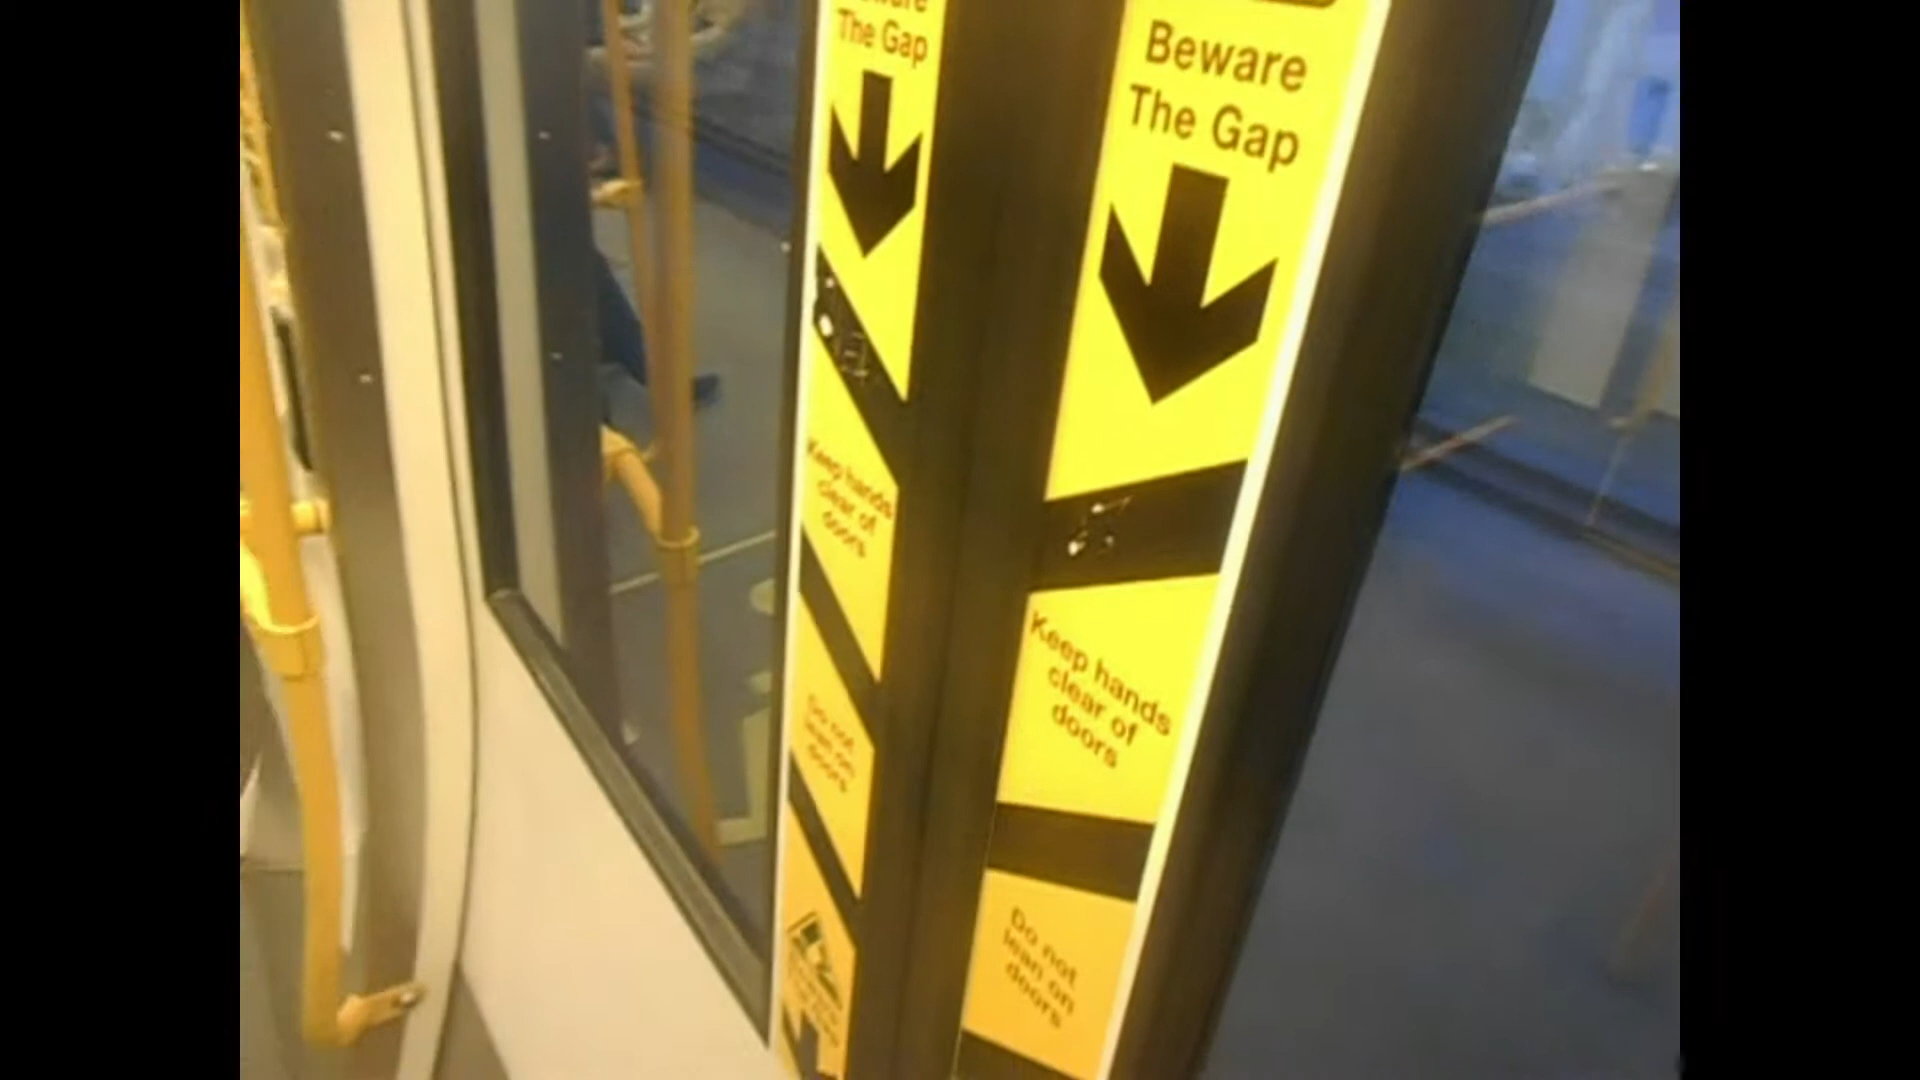 The Gap
Keep hands
clear of
doors
Do not
lean on
doors
Beware
The Gap
Keep hands
clear of
doors
Do not
lean on
doors